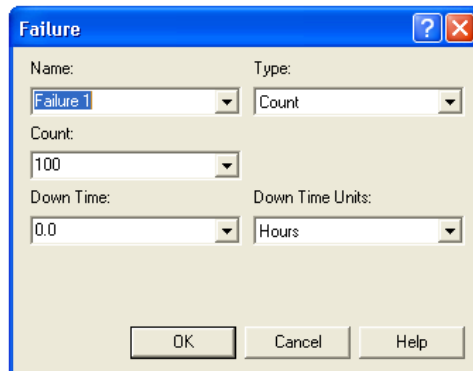 Failure
Name: Type:
Failure 1 Count
Count:
100
Down Time: Down Time Units:
0.0 Hours
OK Cancel Help